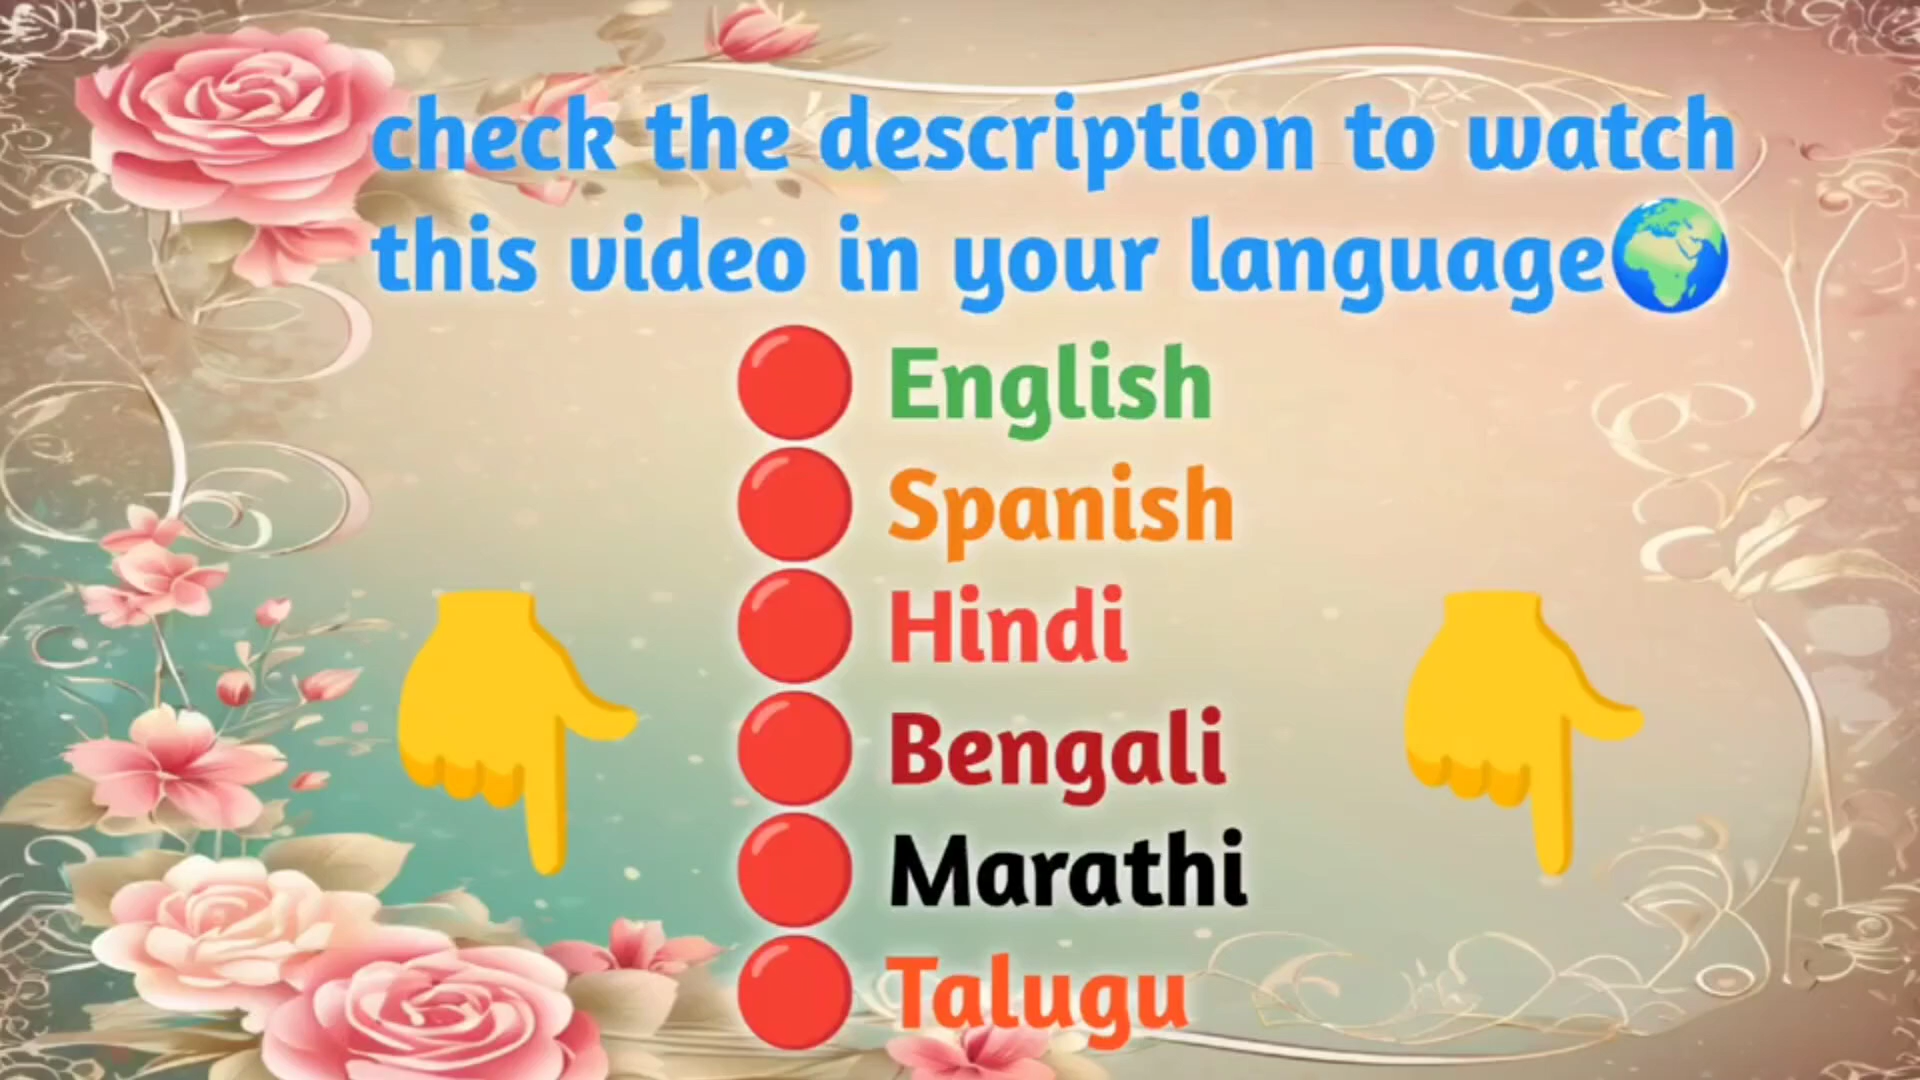 check the description to watch
this video in your language🌍
🔴 English
🔴 Spanish
🔴 Hindi
🔴 Bengali
🔴 Marathi
🔴 Talugu